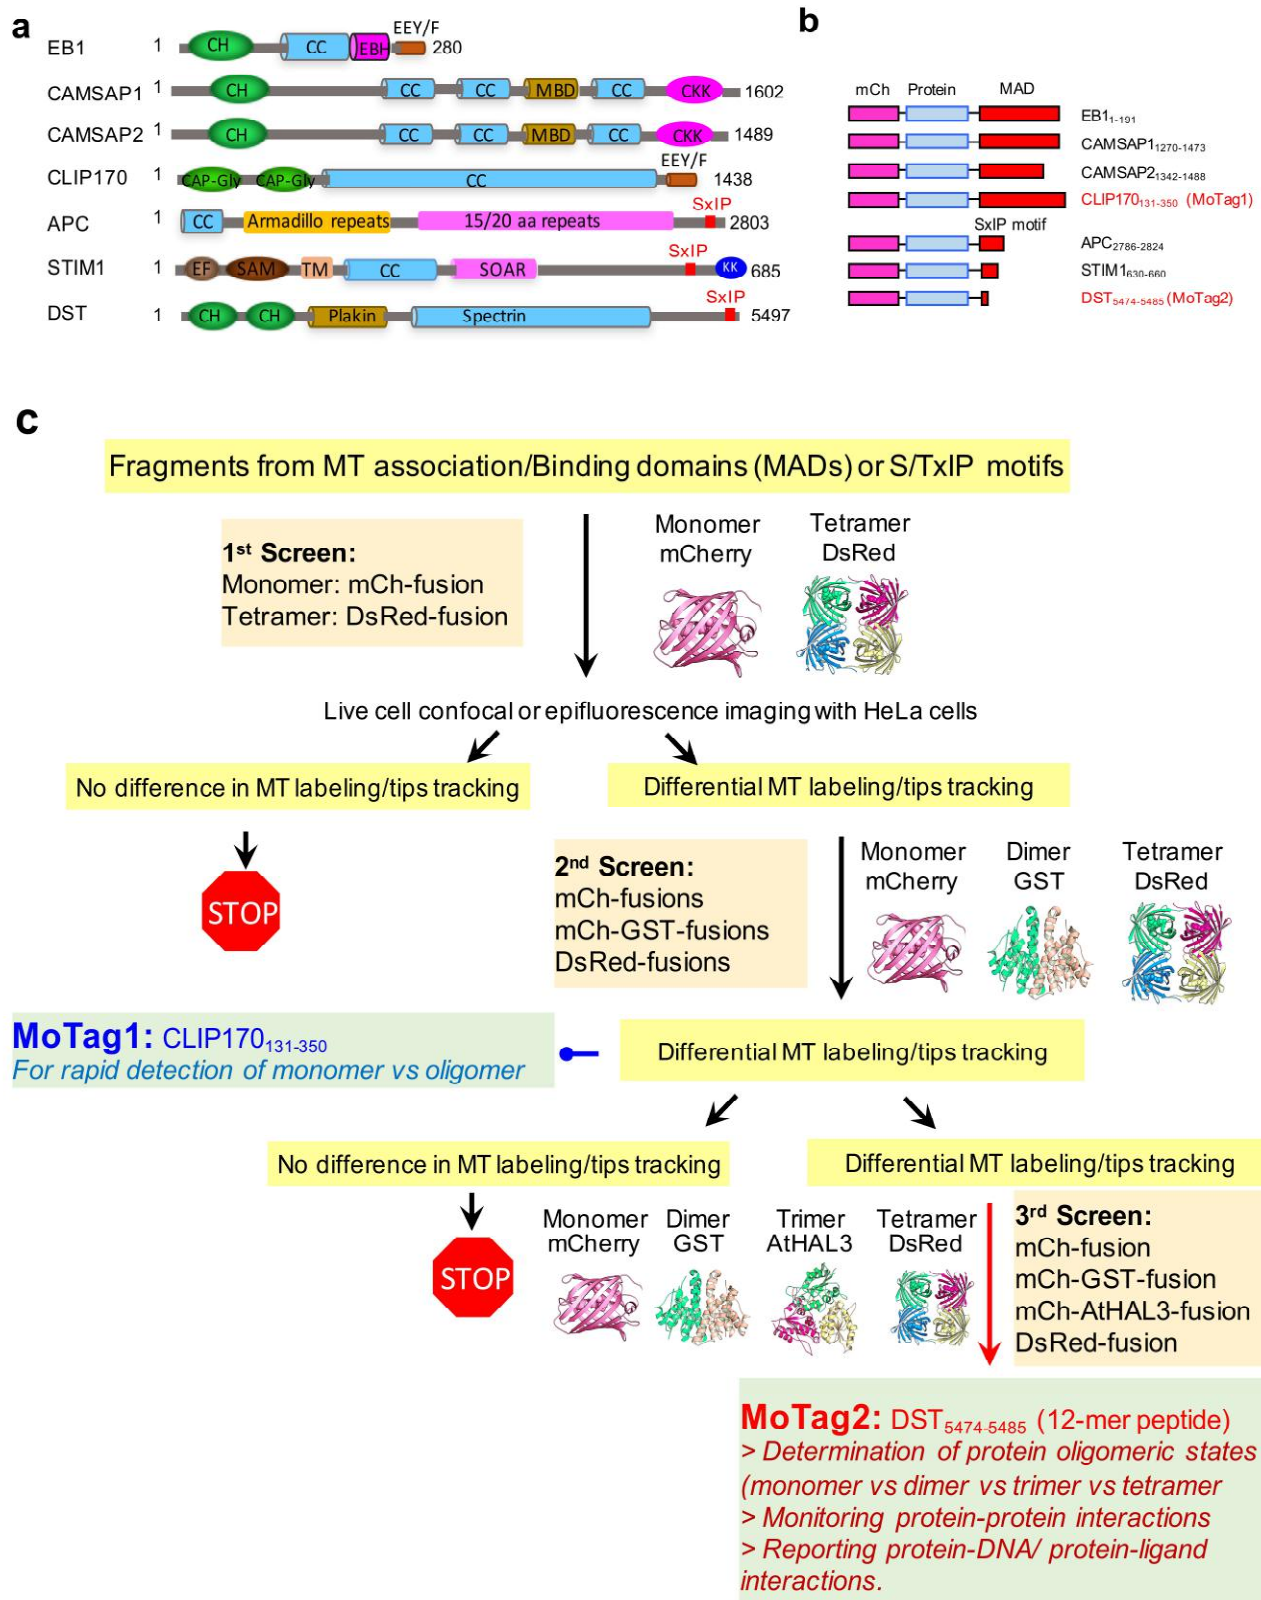 a
EB1 1 CH CC EBH EEY/F 280
CAMSAP1 1 CH CC CC MBD CC CKK 1602
CAMSAP2 1 CH CC CC MBD CC CKK 1489
CLIP170 1 CAP-Gly CAP-Gly CC EEY/F 1438
APC 1 CC Armadillo repeats 15/20 aa repeats SxIP 2803
STIM1 1 EF SAM TM CC SOAR SxIP KK 685
DST 1 CH CH Plakin Spectrin SxIP 5497
b
mCh Protein MAD
EB11-191
CAMSAP11270-1473
CAMSAP21342-1488
CLIP170131-350 (MoTag1)
SxIP motif
APC2786-2824
STIM1630-660
DST5474-5485 (MoTag2)
c
Fragments from MT association/Binding domains (MADs) or S/TxIP motifs
1st Screen:
Monomer: mCh-fusion
Tetramer: DsRed-fusion
Monomer
mCherry
Tetramer
DsRed
Live cell confocal or epifluorescence imaging with HeLa cells
No difference in MT labeling/tips tracking
Differential MT labeling/tips tracking
STOP
2nd Screen:
mCh-fusions
mCh-GST-fusions
DsRed-fusions
Monomer
mCherry
Dimer
GST
Tetramer
DsRed
MoTag1: CLIP170131-350
For rapid detection of monomer vs oligomer
Differential MT labeling/tips tracking
No difference in MT labeling/tips tracking
Differential MT labeling/tips tracking
STOP
Monomer
mCherry
Dimer
GST
Trimer
AtHAL3
Tetramer
DsRed
3rd Screen:
mCh-fusion
mCh-GST-fusion
mCh-AtHAL3-fusion
DsRed-fusion
MoTag2: DST5474-5485 (12-mer peptide)
> Determination of protein oligomeric states
(monomer vs dimer vs trimer vs tetramer
> Monitoring protein-protein interactions
> Reporting protein-DNA/ protein-ligand
interactions.